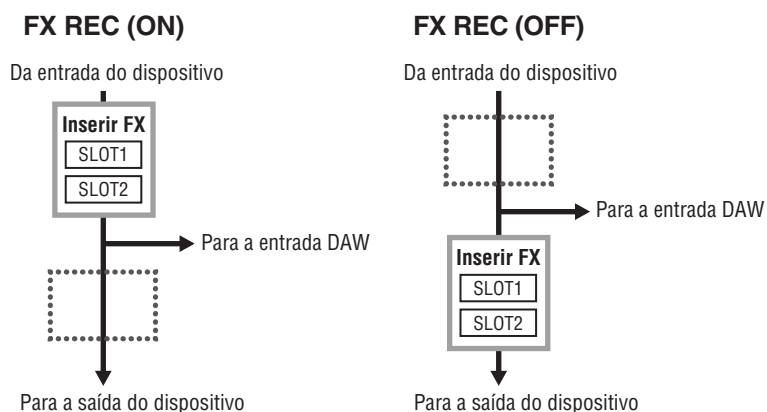 FX REC (ON)
Da entrada do dispositivo
Inserir FX
SLOT1
SLOT2
Para a entrada DAW
Para a saída do dispositivo
FX REC (OFF)
Da entrada do dispositivo
Para a entrada DAW
Inserir FX
SLOT1
SLOT2
Para a saída do dispositivo